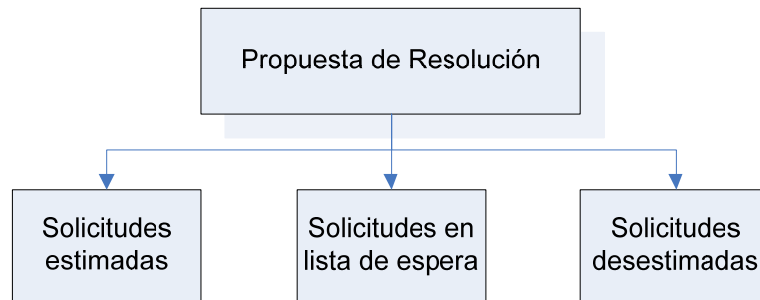 Propuesta de Resolución
Solicitudes
estimadas
Solicitudes en
lista de espera
Solicitudes
desestimadas